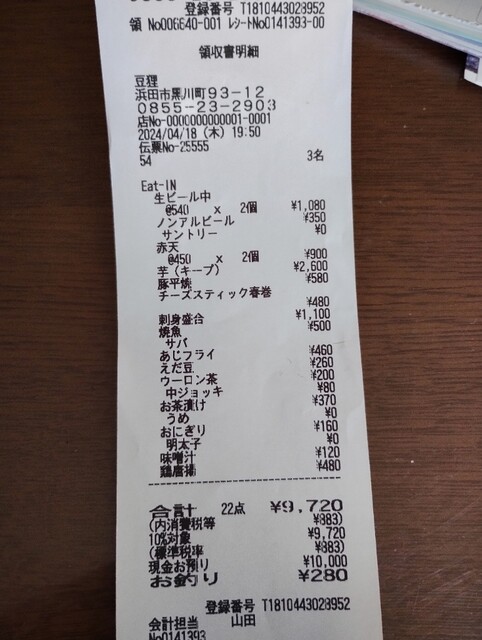 登録番号 T1810443028952
領 No006640-001 レシートNo0141393-00
領収書明細
豆狸
浜田市黒川町93-12
0855-23-2903
店No-0000000000001-0001
2024/04/18 (木) 19:50
伝票No-25555
54 3名
Eat-IN
生ビール中
@540 x 2個 ¥1,080
ノンアルビール ¥350
サントリー ¥0
赤天
@450 x 2個 ¥900
芋(キープ) ¥2,600
豚平焼 ¥580
チーズスティック春巻
¥480
刺身盛合 ¥1,100
焼魚 ¥500
サバ
あじフライ ¥460
えだ豆 ¥260
ウーロン茶 ¥200
中ジョッキ ¥80
お茶漬け ¥370
うめ ¥0
おにぎり ¥160
明太子 ¥0
味噌汁 ¥120
鶏唐揚 ¥480
合計 22点 ¥9,720
(内消費税等 ¥883)
10%対象 ¥9,720
(標準税率 ¥883)
現金お預り ¥10,000
お釣り ¥280
登録番号 T1810443028952
会計担当 山田
No0141393